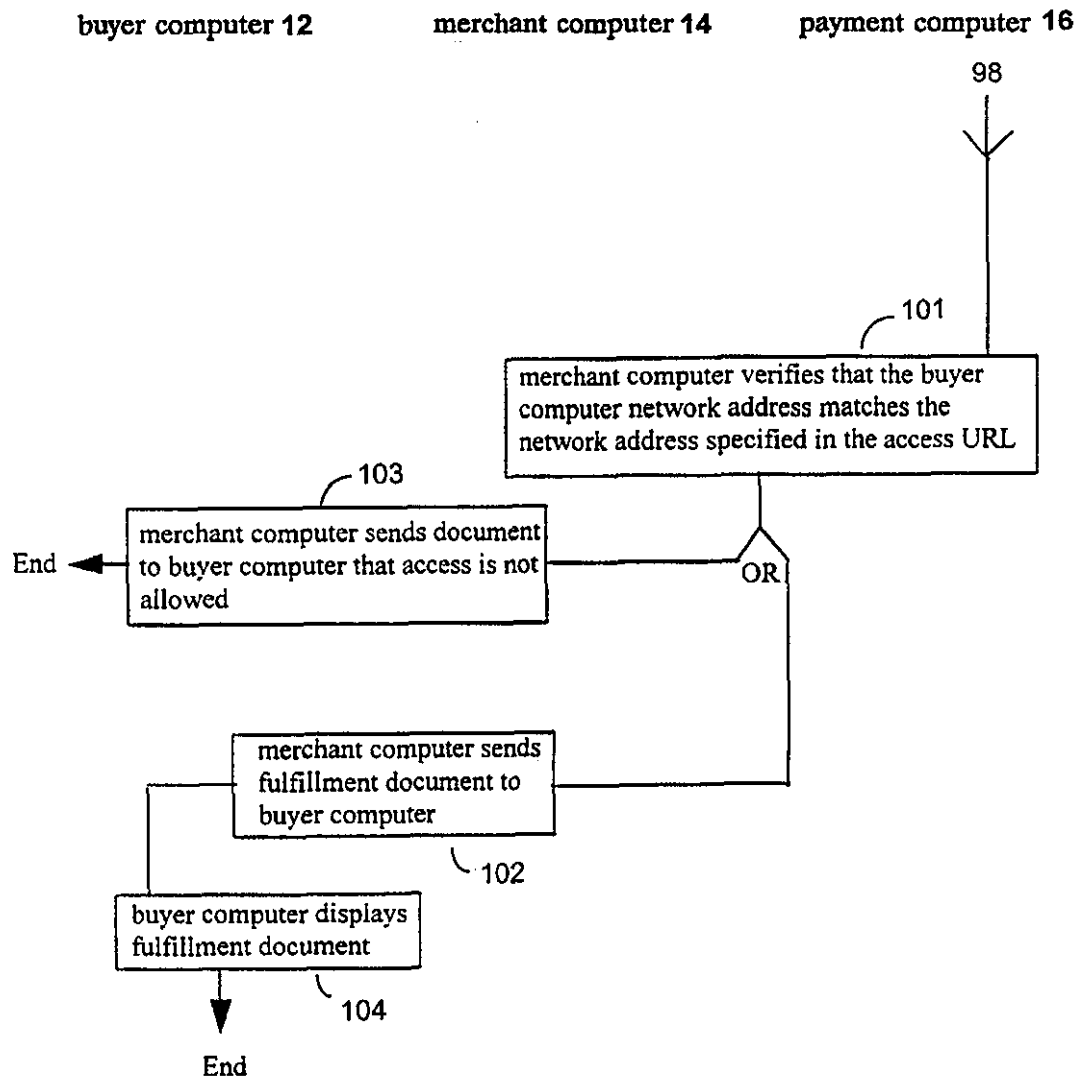 buyer computer 12 merchant computer 14 payment computer 16
98
101
merchant computer verifies that the buyer
computer network address matches the
network address specified in the access URL
103
merchant computer sends document
to buyer computer that access is not
allowed
End
OR
merchant computer sends
fulfillment document to
buyer computer
102
buyer computer displays
fulfillment document
104
End